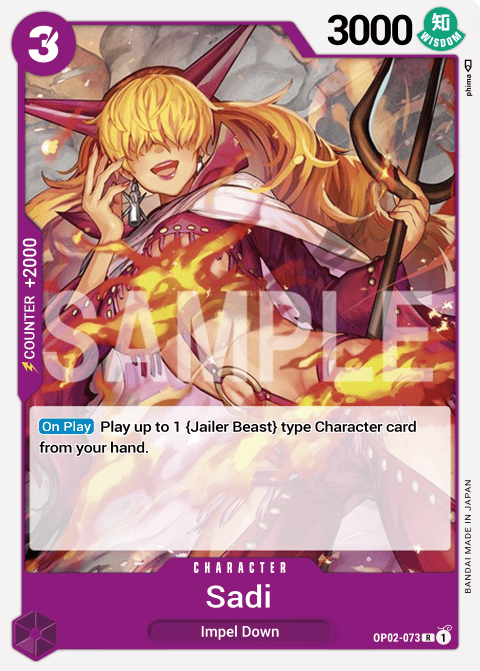 3
3000
知
WISDOM
phima
COUNTER +2000
SAMPLE
On Play Play up to 1 {Jailer Beast} type Character card
from your hand.
BANDAI MADE IN JAPAN
CHARACTER
Sadi
Impel Down
OP02-073 R 1